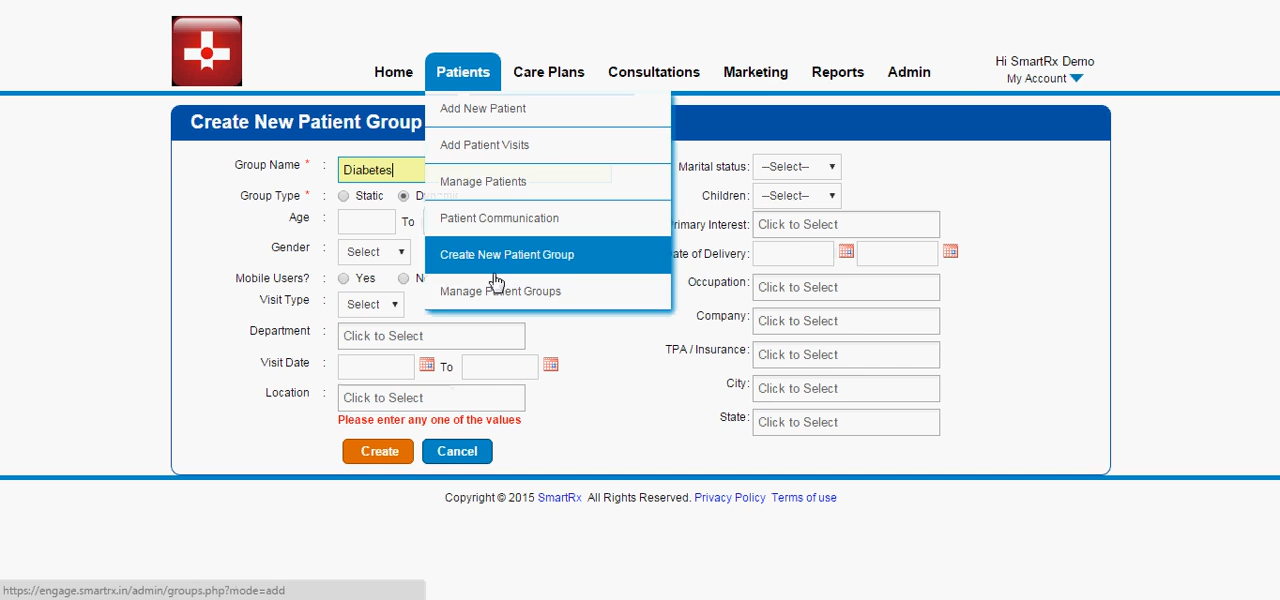 Hi SmartRx Demo
Home Patients Care Plans Consultations Marketing Reports Admin
My Account
Add New Patient
Add Patient Visits
Manage Patients
Patient Communication
Create New Patient Group
Manage Patient Groups
Create New Patient Group
Group Name * : Diabetes
Group Type * : Static
Age : To
Gender : Select
Mobile Users? : Yes
Visit Type : Select
Department : Click to Select
Visit Date : To
Location : Click to Select
Please enter any one of the values
Create Cancel
Marital status: --Select--
Children: --Select--
Primary Interest: Click to Select
Date of Delivery:
Occupation: Click to Select
Company: Click to Select
TPA / Insurance: Click to Select
City: Click to Select
State: Click to Select
Copyright © 2015 SmartRx All Rights Reserved. Privacy Policy Terms of use
https://engage.smartrx.in/admin/groups.php?mode=add